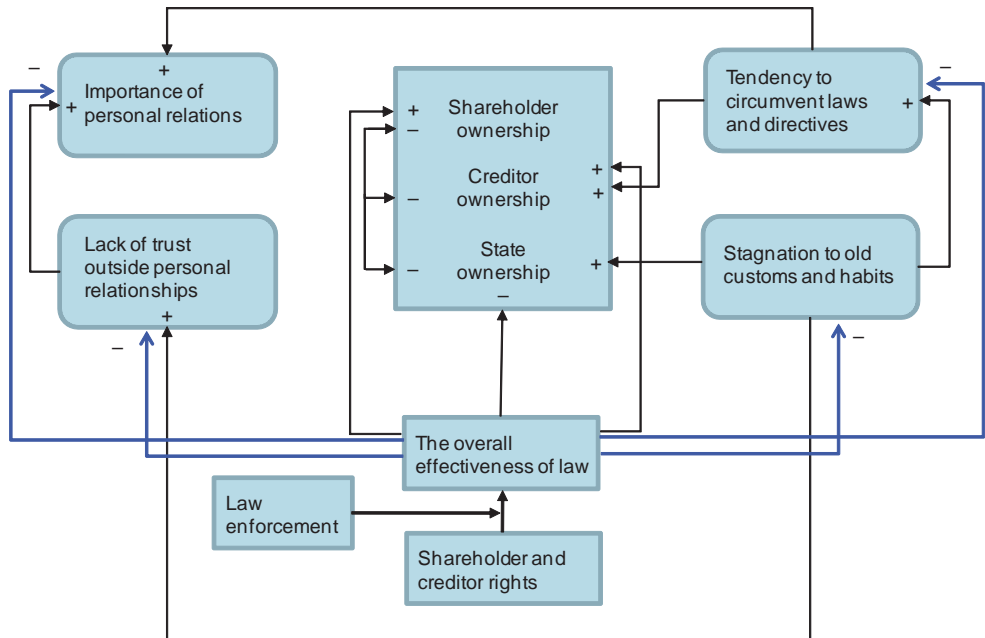 –
+
+
Importance of
personal relations
Lack of trust
outside personal
relationships
+
–
+
–
Shareholder
ownership
–
Creditor
ownership
+
+
–
State
ownership
+
–
–
Tendency to
circumvent laws
and directives
+
Stagnation to old
customs and habits
–
The overall
effectiveness of law
Law
enforcement
Shareholder and
creditor rights